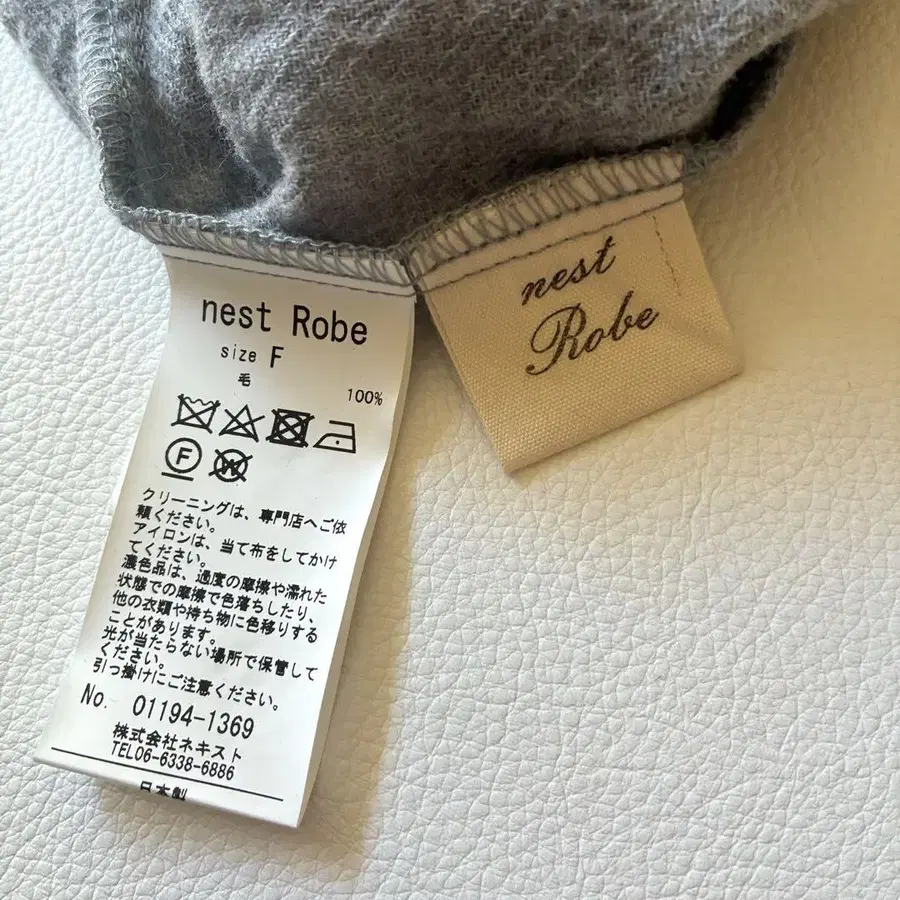 nest Robe
size F
毛
100%
F
W
クリーニングは、専門店へご依
頼ください。
アイロンは、当て布をしてかけ
てください。
濃色品は、過度の摩擦や濡れた
状態での摩擦で色落ちしたり、
他の衣類や持ち物に色移りする
ことがあります。
光が当たらない場所で保管して
ください。
引っ掛けにご注意ください。
No. 01194-1369
株式会社ネキスト
TEL06-6338-6886
日本製
nest
Robe